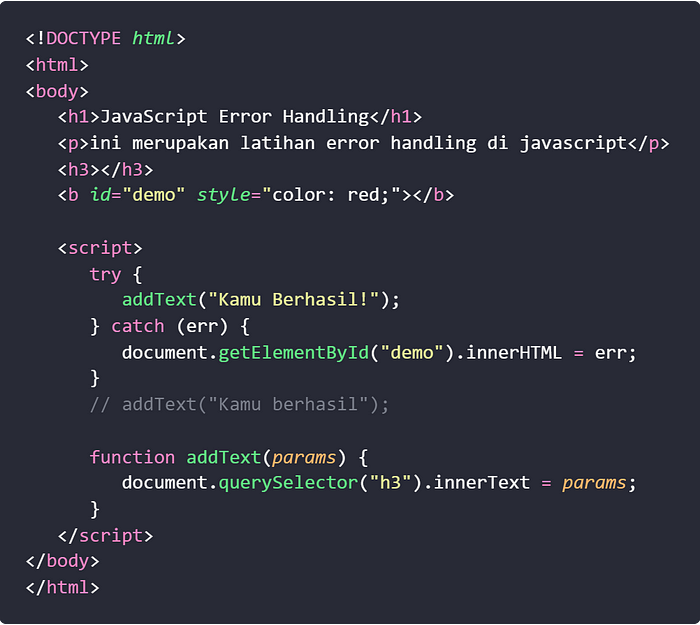 <!DOCTYPE html>
<html>
<body>
<h1>JavaScript Error Handling</h1>
<p>ini merupakan latihan error handling di javascript</p>
<h3></h3>
<b id="demo" style="color: red;"></b>
<script>
try {
addText("Kamu Berhasil!");
} catch (err) {
document.getElementById("demo").innerHTML = err;
}
// addText("Kamu berhasil");
function addText(params) {
document.querySelector("h3").innerText = params;
}
</script>
</body>
</html>